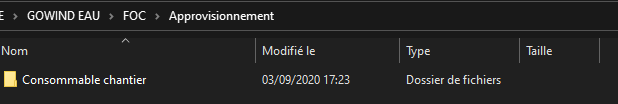 E > GOWIND EAU > FOC > Approvisionnement
Nom Modifié le Type Taille
Consommable chantier 03/09/2020 17:23 Dossier de fichiers